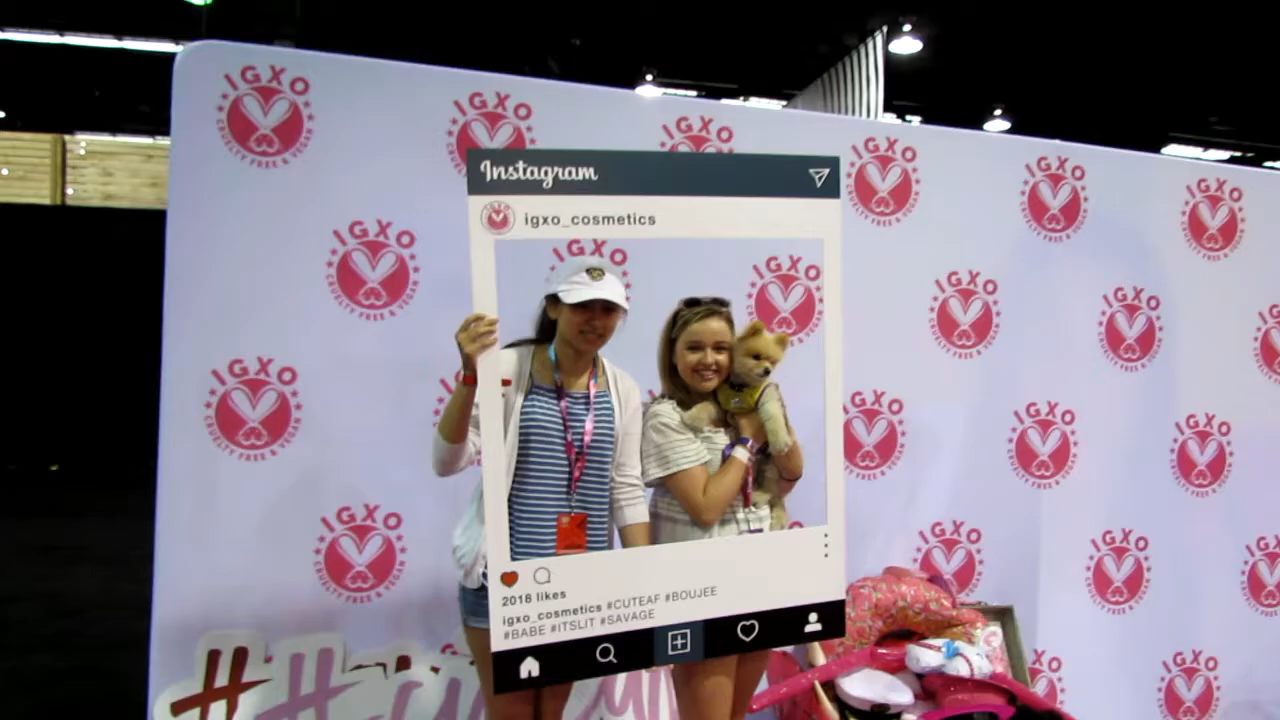 IGXO
CRUELTY FREE & VEGAN
Instagram
igxo_cosmetics
2018 likes
igxo_cosmetics #CUTEAF #BOUJEE
#BABE #ITSLIT #SAVAGE